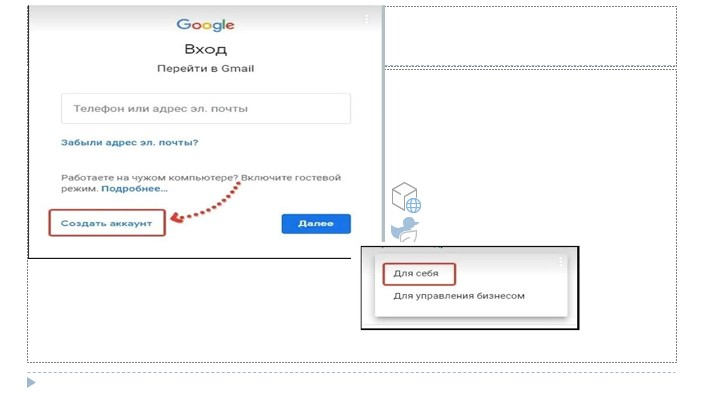 Google
Вход
Перейти в Gmail
Телефон или адрес эл. почты
Забыли адрес эл. почты?
Работаете на чужом компьютере? Включите гостевой
режим. Подробнее...
Создать аккаунт
Далее
Для себя
Для управления бизнесом